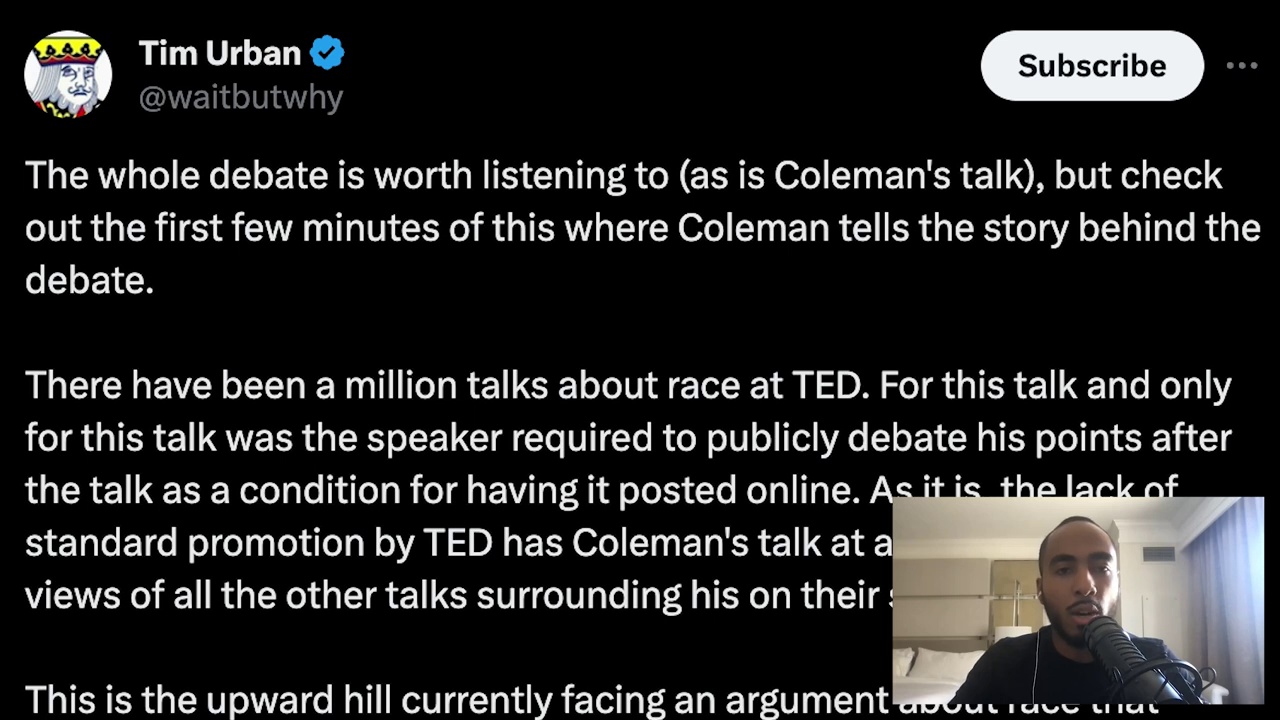 Tim Urban
@waitbutwhy
Subscribe
The whole debate is worth listening to (as is Coleman's talk), but check
out the first few minutes of this where Coleman tells the story behind the
debate.
There have been a million talks about race at TED. For this talk and only
for this talk was the speaker required to publicly debate his points after
the talk as a condition for having it posted online. As it is, the lack of
standard promotion by TED has Coleman's talk at a
views of all the other talks surrounding his on their
This is the upward hill currently facing an argument about race that